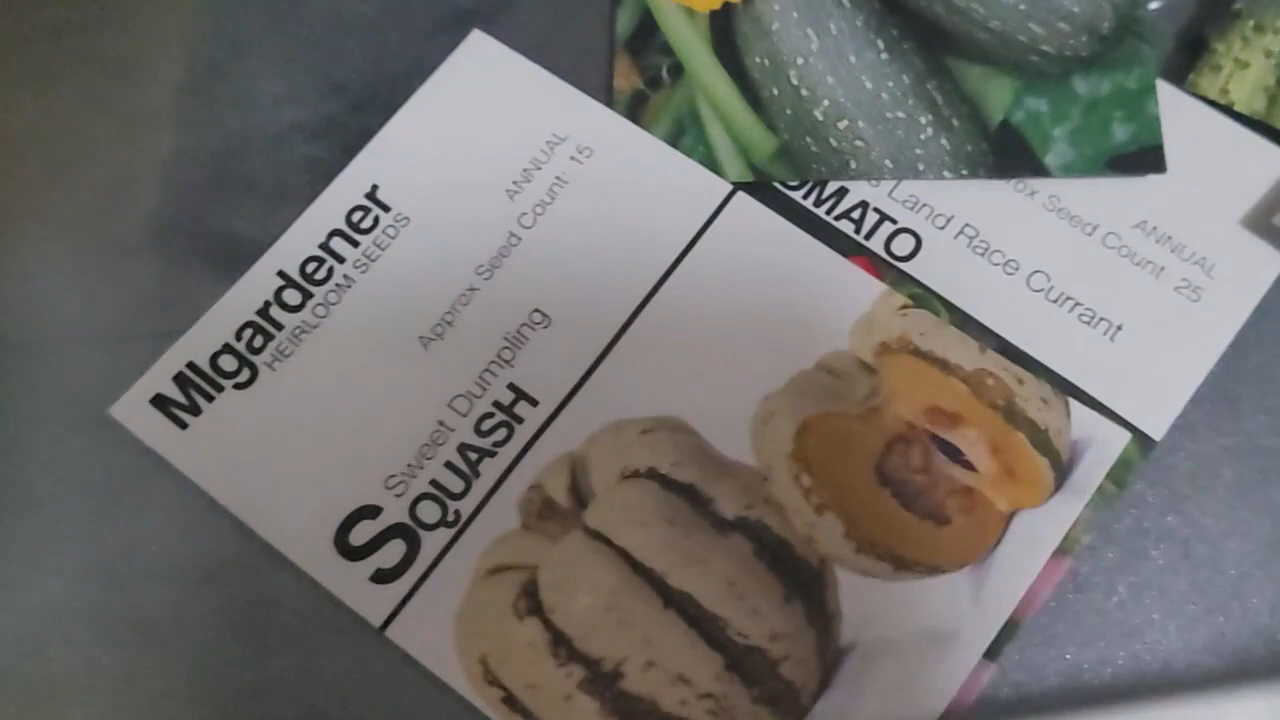 MIgardener
HEIRLOOM SEEDS
ANNUAL
Approx Seed Count: 15
Sweet Dumpling
SQUASH
ANNUAL
Seed Count: 25
Land Race Currant
OMATO